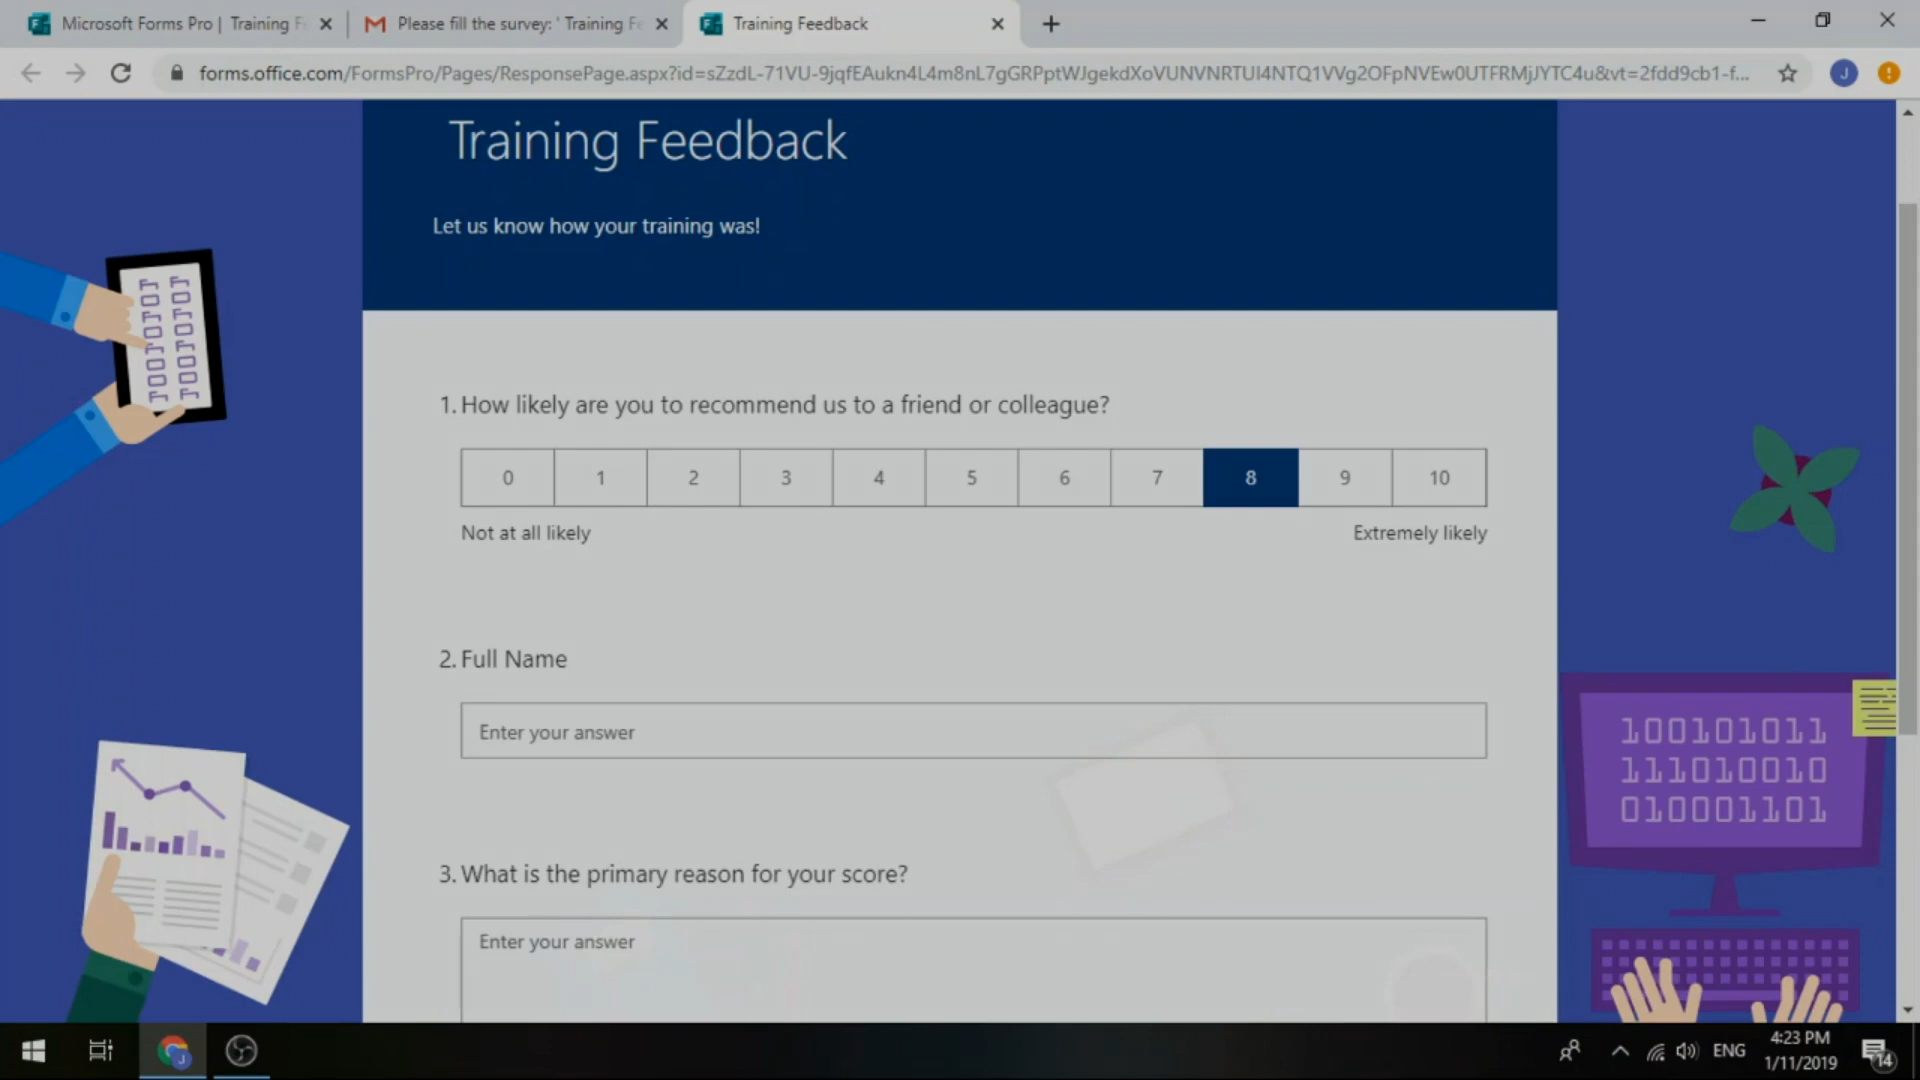 Microsoft Forms Pro | Training F
Please fill the survey: ' Training Fe
Training Feedback
forms.office.com/FormsPro/Pages/ResponsePage.aspx?id=sZzdL-71VU-9jqfEAukn4L4m8nL7gGRPptWJgekdXoVUNVNRTUI4NTQ1VVg2OFpNVEw0UTFRMjJYTC4u&vt=2fdd9cb1-f...
J
Training Feedback
Let us know how your training was!
1. How likely are you to recommend us to a friend or colleague?
0 1 2 3 4 5 6 7 8 9 10
Not at all likely Extremely likely
2. Full Name
Enter your answer
100101011
111010010
010001101
3. What is the primary reason for your score?
Enter your answer
ENG
4:23 PM
1/11/2019
14